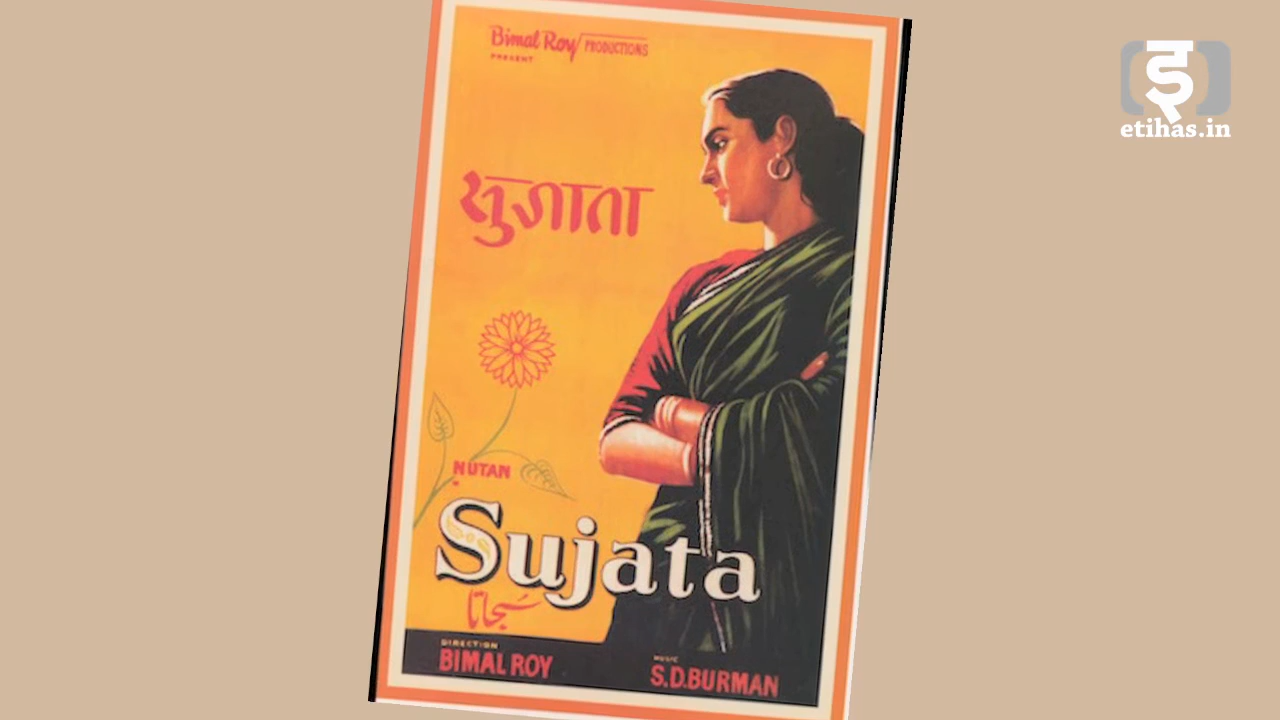 Bimal Roy PRODUCTIONS
PRESENT
सुजाता
NUTAN
Sujata
سجاتا
DIRECTION
BIMAL ROY
MUSIC
S.D.BURMAN
इ
etihas.in